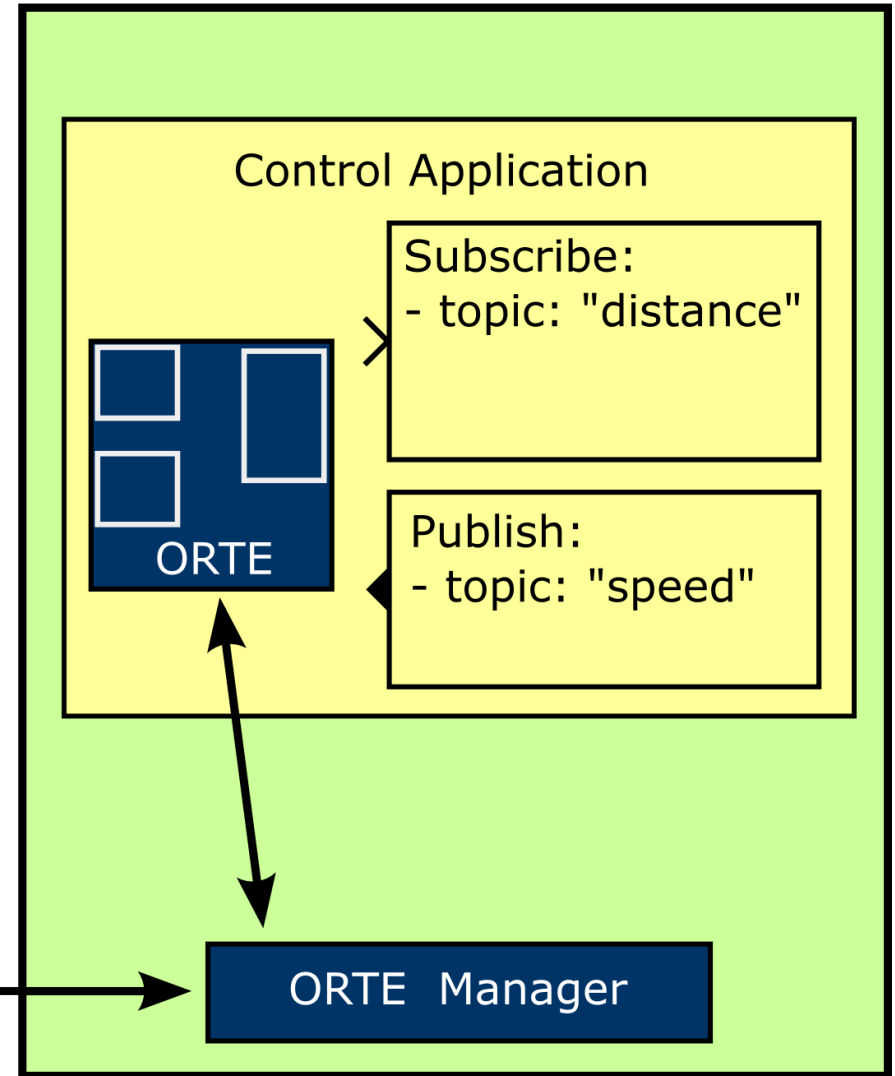 Control Application
Subscribe:
- topic: "distance"
ORTE
Publish:
- topic: "speed"
ORTE Manager